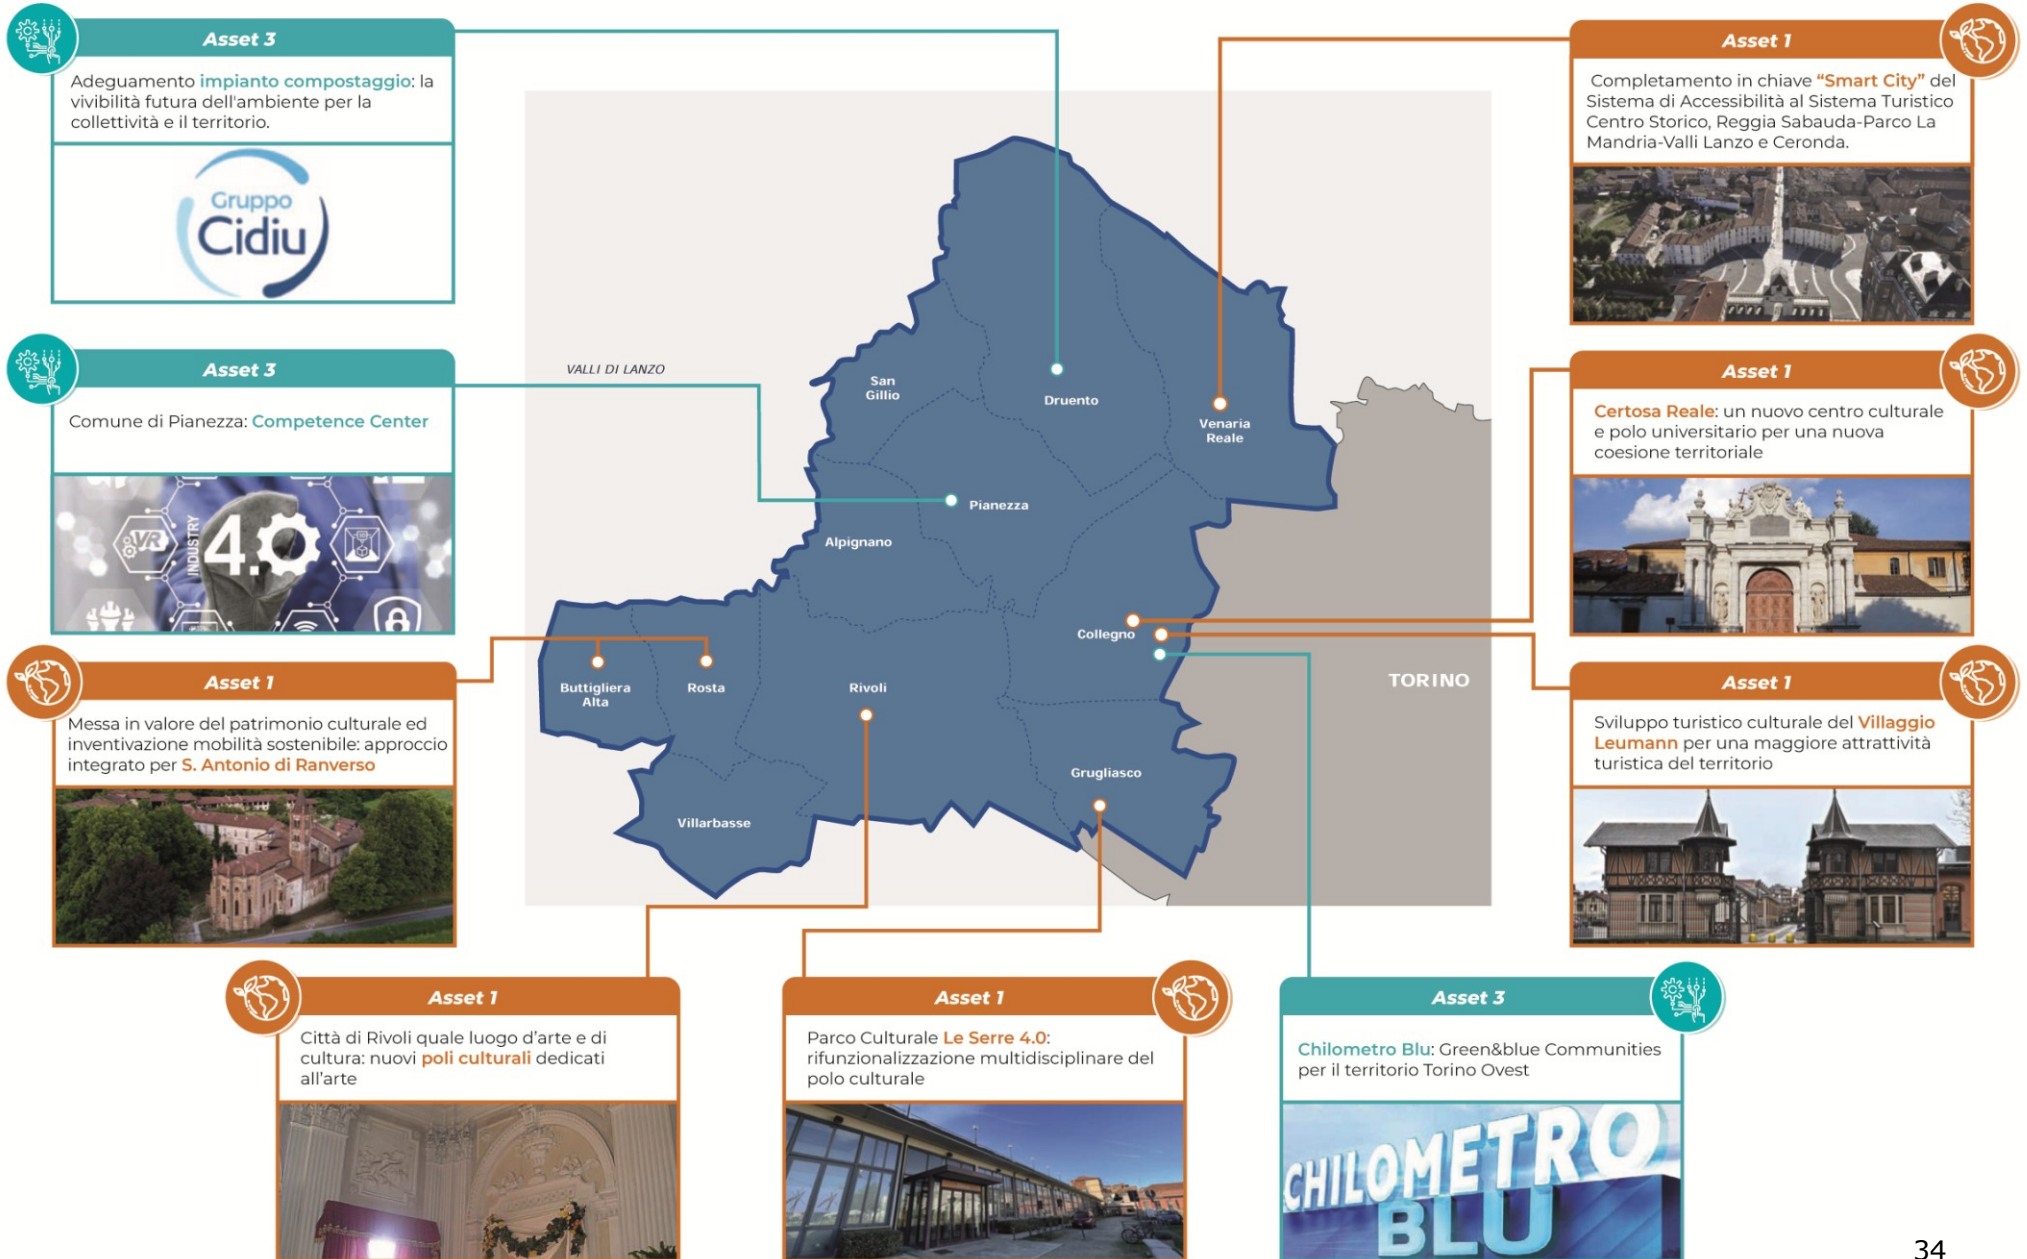 Asset 3
Adeguamento impianto compostaggio: la
vivibilità futura dell'ambiente per la
collettività e il territorio.
Gruppo
Cidiu
Asset 3
Comune di Pianezza: Competence Center
VR
INDUSTRY
4.0
Asset 1
Messa in valore del patrimonio culturale ed
inventivazione mobilità sostenibile: approccio
integrato per S. Antonio di Ranverso
VALLI DI LANZO
San
Gillio
Druento
Venaria
Reale
Pianezza
Alpignano
Collegno
Buttigliera
Alta
Rosta
Rivoli
TORINO
Grugliasco
Villarbasse
Asset 1
Completamento in chiave “Smart City” del
Sistema di Accessibilità al Sistema Turistico
Centro Storico, Reggia Sabauda-Parco La
Mandria-Valli Lanzo e Ceronda.
Asset 1
Certosa Reale: un nuovo centro culturale
e polo universitario per una nuova
coesione territoriale
Asset 1
Sviluppo turistico culturale del Villaggio
Leumann per una maggiore attrattività
turistica del territorio
Asset 1
Città di Rivoli quale luogo d’arte e di
cultura: nuovi poli culturali dedicati
all’arte
Asset 1
Parco Culturale Le Serre 4.0:
rifunzionalizzazione multidisciplinare del
polo culturale
Asset 3
Chilometro Blu: Green&blue Communities
per il territorio Torino Ovest
CHILOMETRO
BLU
34